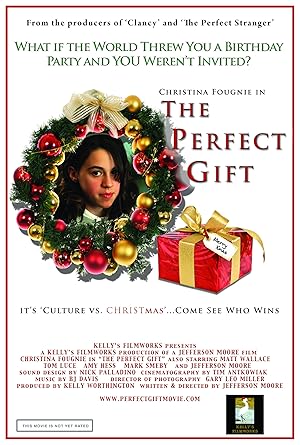 From the producers of 'Clancy' and 'The Perfect Stranger'
What if the World Threw You a Birthday
Party and YOU Weren't Invited?
Christina Fougnie in
The
Perfect
Gift
Merry Xmas
it's 'Culture vs. CHRISTmas'...Come See Who Wins
Kelly's Filmworks presents
a Kelly's Filmworks production of a Jefferson Moore film
Christina Fougnie in "The Perfect Gift" also starring Matt Wallace
Tom Luce Amy Hess Mark Smeby and Jefferson Moore
sound design by Nick Palladino cinematography by Tim Antkowiak
music by BJ Davis director of photography Gary Leo Miller
produced by Kelly Worthington written & directed by Jefferson Moore
www.perfectgiftmovie.com
THIS MOVIE IS NOT YET RATED
KELLY'S
FILMWORKS